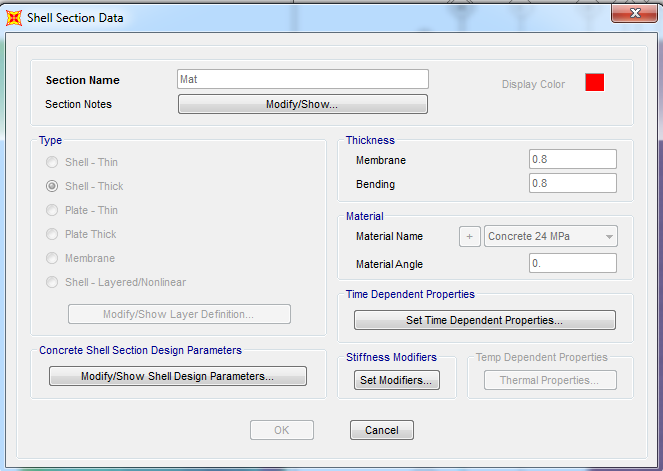 Shell Section Data
Section Name
Mat
Display Color
Section Notes
Modify/Show...
Type
Shell - Thin
Shell - Thick
Plate - Thin
Plate Thick
Membrane
Shell - Layered/Nonlinear
Modify/Show Layer Definition...
Thickness
Membrane
0.8
Bending
0.8
Material
Material Name
+
Concrete 24 MPa
Material Angle
0.
Time Dependent Properties
Set Time Dependent Properties...
Concrete Shell Section Design Parameters
Modify/Show Shell Design Parameters...
Stiffness Modifiers
Set Modifiers...
Temp Dependent Properties
Thermal Properties...
OK
Cancel